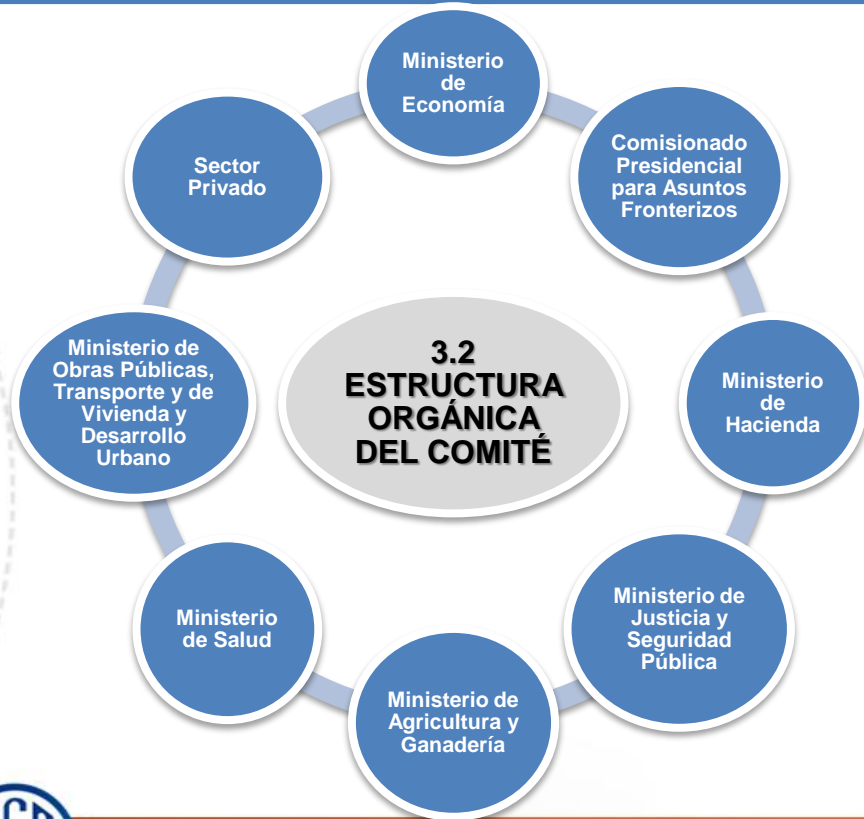 Ministerio
de
Economía
Comisionado
Presidencial
para Asuntos
Fronterizos
Ministerio
de
Hacienda
Ministerio de
Justicia y
Seguridad
Pública
Ministerio de
Agricultura y
Ganadería
Ministerio
de Salud
Ministerio de
Obras Públicas,
Transporte y de
Vivienda y
Desarrollo
Urbano
Sector
Privado
3.2
ESTRUCTURA
ORGÁNICA
DEL COMITÉ